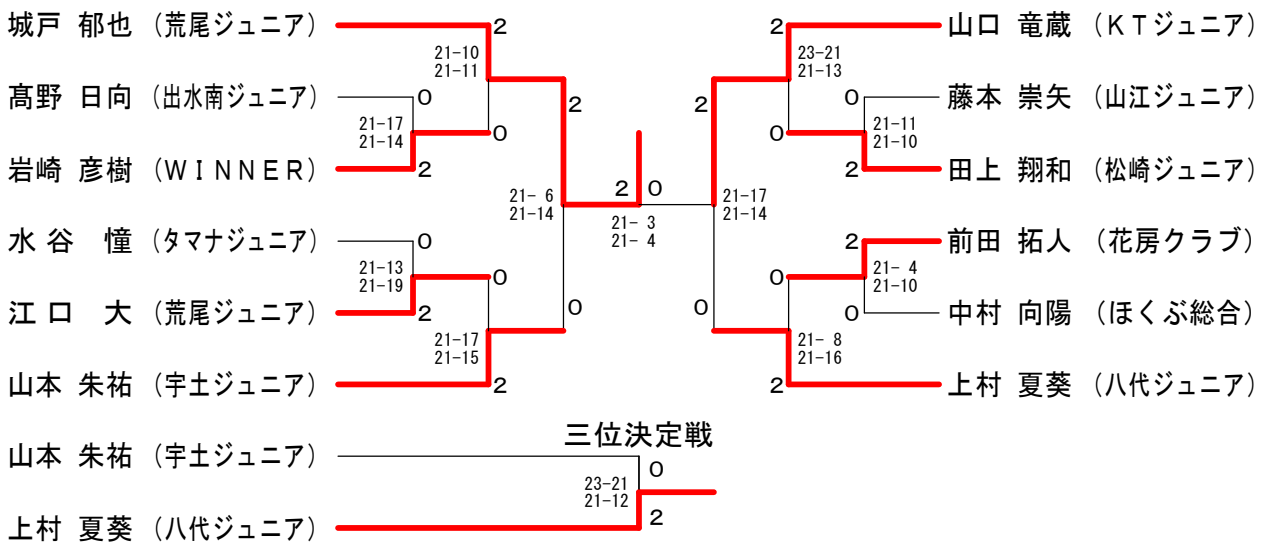 城戸 郁也 (荒尾ジュニア) 2 2 山口 竜蔵 (KTジュニア)
21-10 23-21
21-11 21-13
髙野 日向 (出水南ジュニア) 0 2 2 0 藤本 崇矢 (山江ジュニア)
21-17 21-11
21-14 0 0 21-10
岩崎 彦樹 (WINNER) 2 2 田上 翔和 (松崎ジュニア)
21- 6 2 0 21-17
21-14 21-14
21- 3
21- 4
水谷 憧 (タマナジュニア) 0 2 前田 拓人 (花房クラブ)
21-13 0 0 21- 4
21-19 21-10
江口 大 (荒尾ジュニア) 2 0 0 0 中村 向陽 (ほくぶ総合)
21-17 21- 8
21-15 21-16
山本 朱祐 (宇土ジュニア) 2 2 上村 夏葵 (八代ジュニア)
三位決定戦
山本 朱祐 (宇土ジュニア) 0
23-21
21-12
上村 夏葵 (八代ジュニア) 2